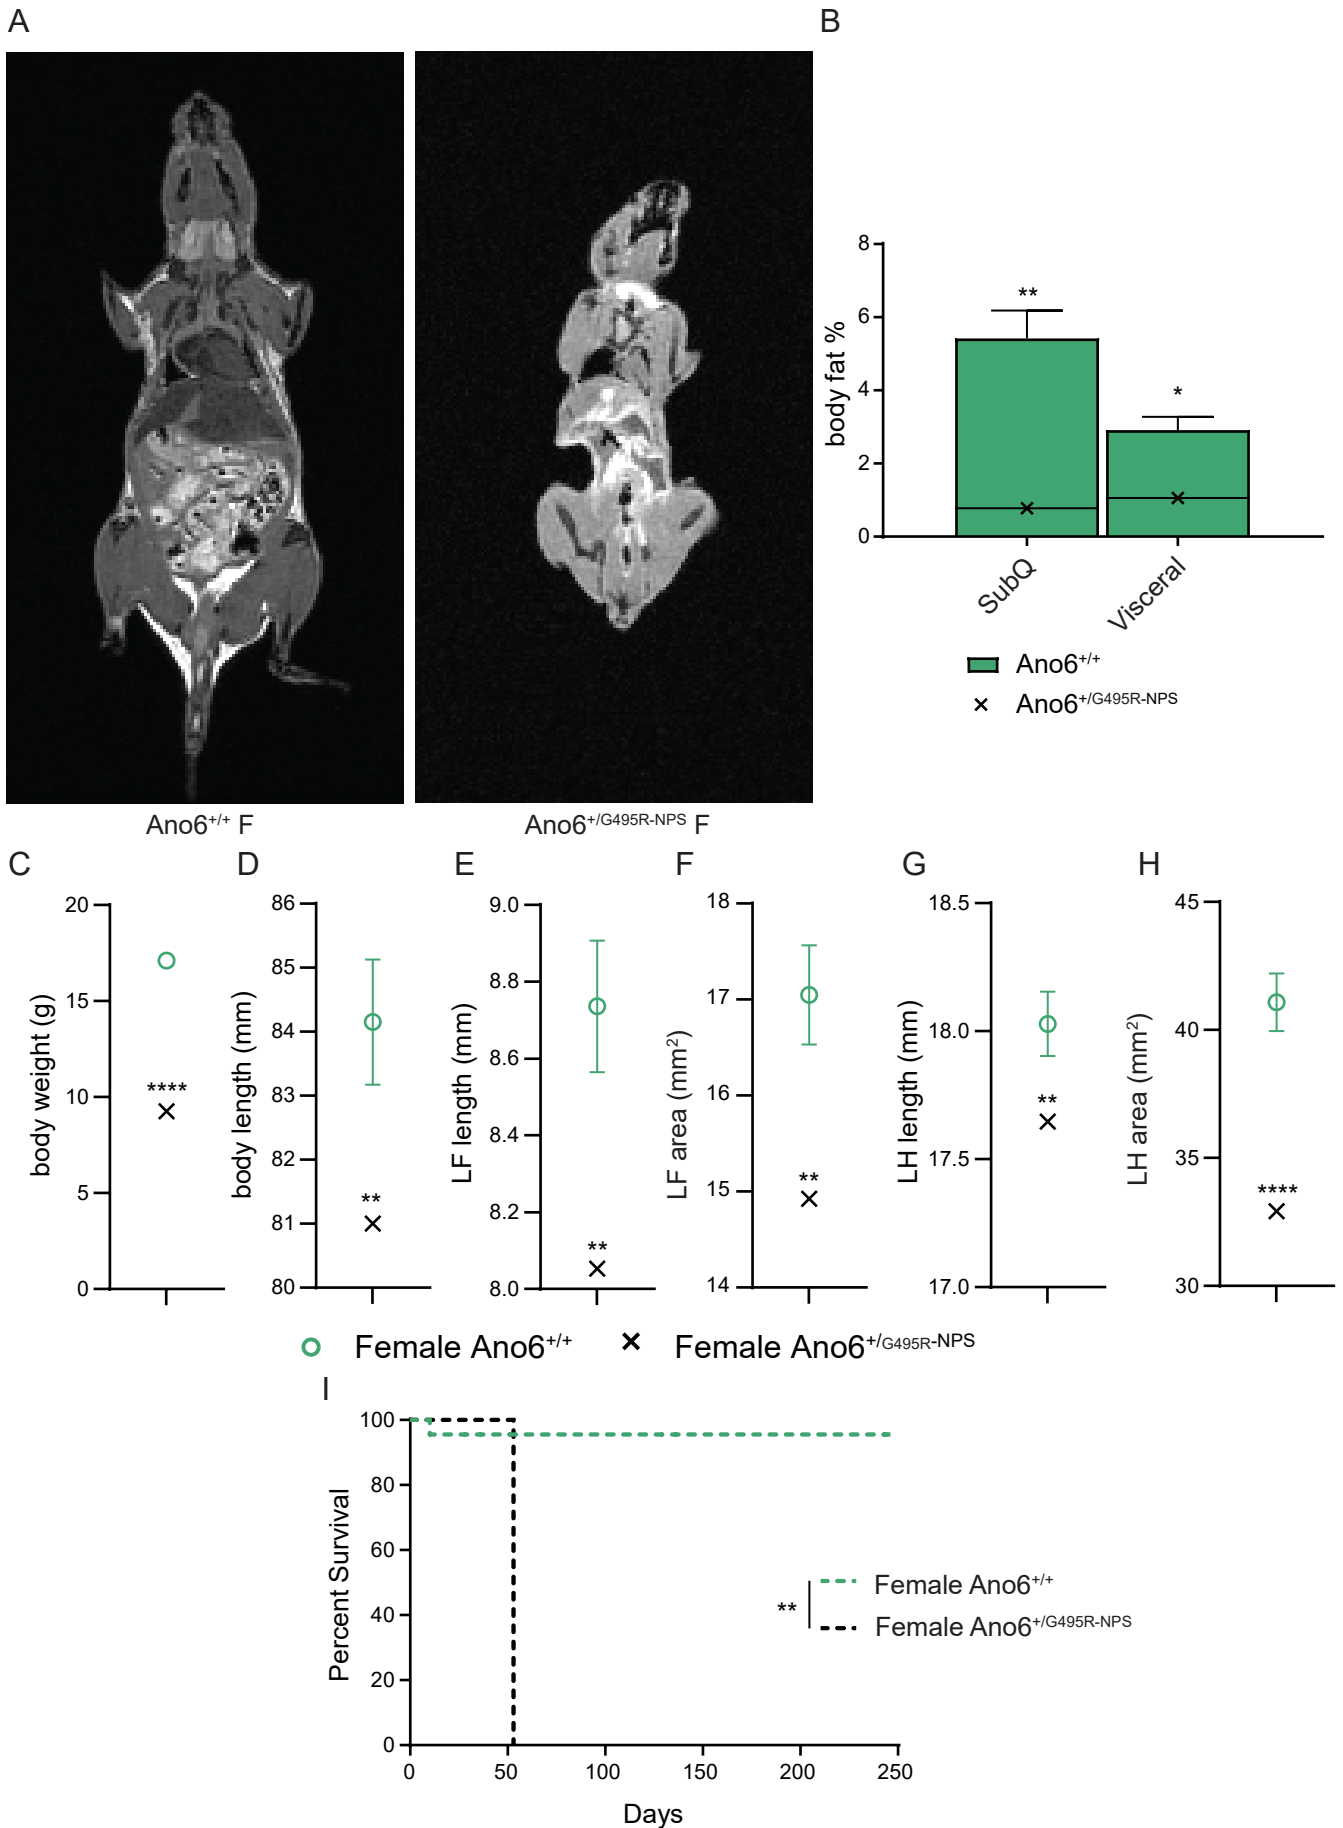 A
B
Ano6+/+ F
Ano6+/G495R-NPS F
body fat %
8
6
4
2
0
**
*
SubQ
Visceral
Ano6+/+
Ano6+/G495R-NPS
C
body weight (g)
20
15
10
5
0
****
D
body length (mm)
86
85
84
83
82
81
80
**
E
LF length (mm)
9.0
8.8
8.6
8.4
8.2
8.0
**
F
LF area (mm2)
18
17
16
15
14
**
G
LH length (mm)
18.5
18.0
17.5
17.0
**
H
LH area (mm2)
45
40
35
30
****
Female Ano6+/+
Female Ano6+/G495R-NPS
I
Percent Survival
100
80
60
40
20
0
0 50 100 150 200 250
Days
**
Female Ano6+/+
Female Ano6+/G495R-NPS